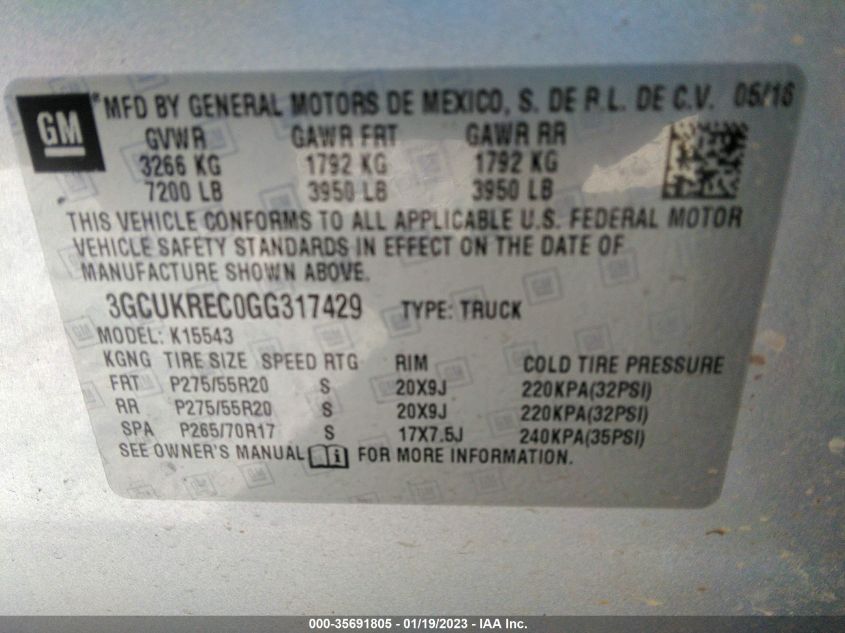 GM
MFD BY GENERAL MOTORS DE MEXICO, S. DE R.L. DE C.V. 05/16
GVWR GAWR FRT GAWR RR
3266 KG 1792 KG 1792 KG
7200 LB 3950 LB 3950 LB
THIS VEHICLE CONFORMS TO ALL APPLICABLE U.S. FEDERAL MOTOR
VEHICLE SAFETY STANDARDS IN EFFECT ON THE DATE OF
MANUFACTURE SHOWN ABOVE.
3GCUKREC0GG317429 TYPE: TRUCK
MODEL: K15543
KGNG TIRE SIZE SPEED RTG RIM COLD TIRE PRESSURE
FRT P275/55R20 S 20X9J 220KPA(32PSI)
RR P275/55R20 S 20X9J 220KPA(32PSI)
SPA P265/70R17 S 17X7.5J 240KPA(35PSI)
SEE OWNER'S MANUAL i FOR MORE INFORMATION.
000-35691805 / 01/19/2023 - IAA Inc.